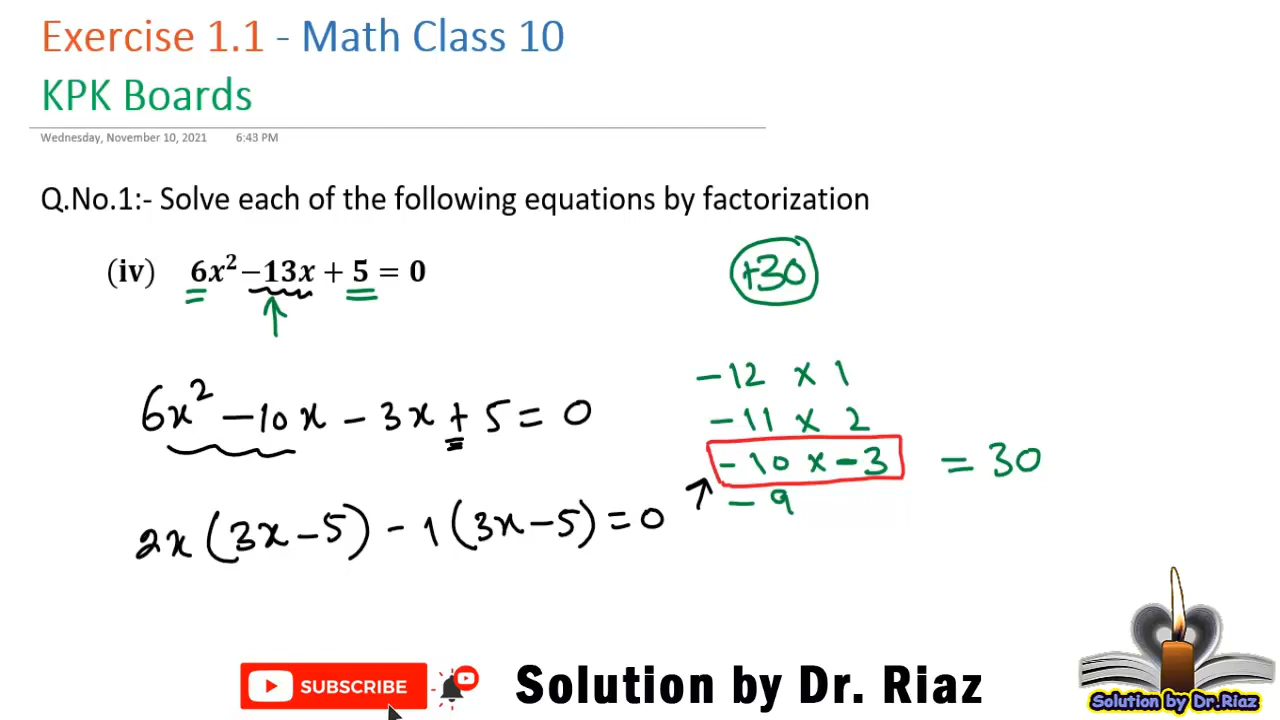 Exercise 1.1 - Math Class 10
KPK Boards
Wednesday, November 10, 2021 6:43 PM
Q.No.1:- Solve each of the following equations by factorization
(iv) 6x² −13x + 5 = 0
+30
6x² − 10x − 3x + 5 = 0
2x (3x − 5) − 1 (3x − 5) = 0
−12 × 1
−11 × 2
−10 × −3 = 30
−9
SUBSCRIBE
Solution by Dr. Riaz
Solution by Dr.Riaz